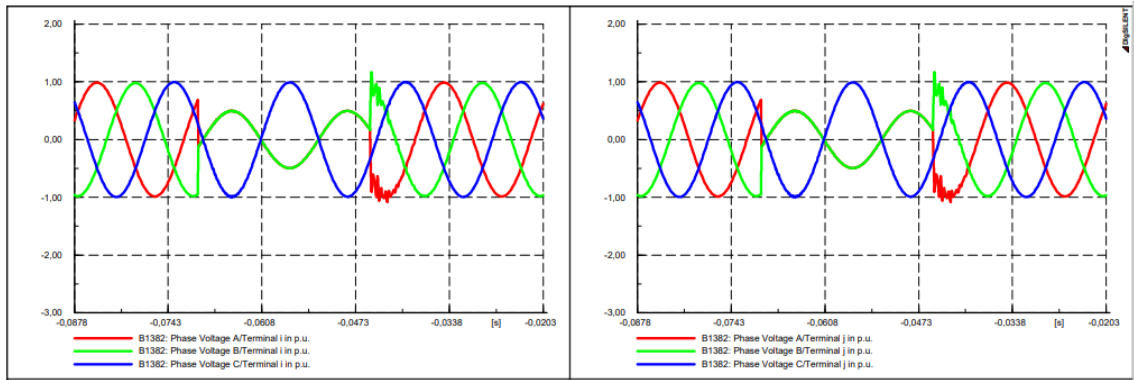 2,00
1,00
0,00
-1,00
-2,00
-3,00
-0,0878 -0,0743 -0,0608 -0,0473 -0,0338 [s] -0,0203
B1382: Phase Voltage A/Terminal i in p.u.
B1382: Phase Voltage B/Terminal i in p.u.
B1382: Phase Voltage C/Terminal i in p.u.
2,00
1,00
0,00
-1,00
-2,00
-3,00
-0,0878 -0,0743 -0,0608 -0,0473 -0,0338 [s] -0,0203
B1382: Phase Voltage A/Terminal j in p.u.
B1382: Phase Voltage B/Terminal j in p.u.
B1382: Phase Voltage C/Terminal j in p.u.
DIgSILENT